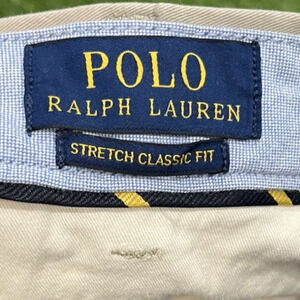 POLO
RALPH LAUREN
STRETCH CLASSIC FIT